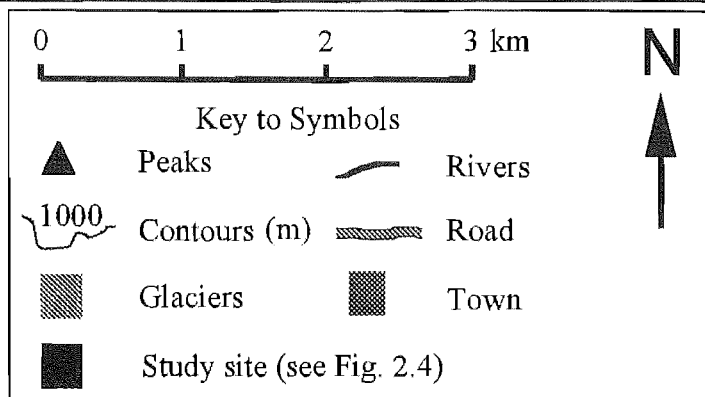 0 1 2 3 km N
Key to Symbols
Peaks Rivers
1000 Contours (m) Road
Glaciers Town
Study site (see Fig. 2.4)